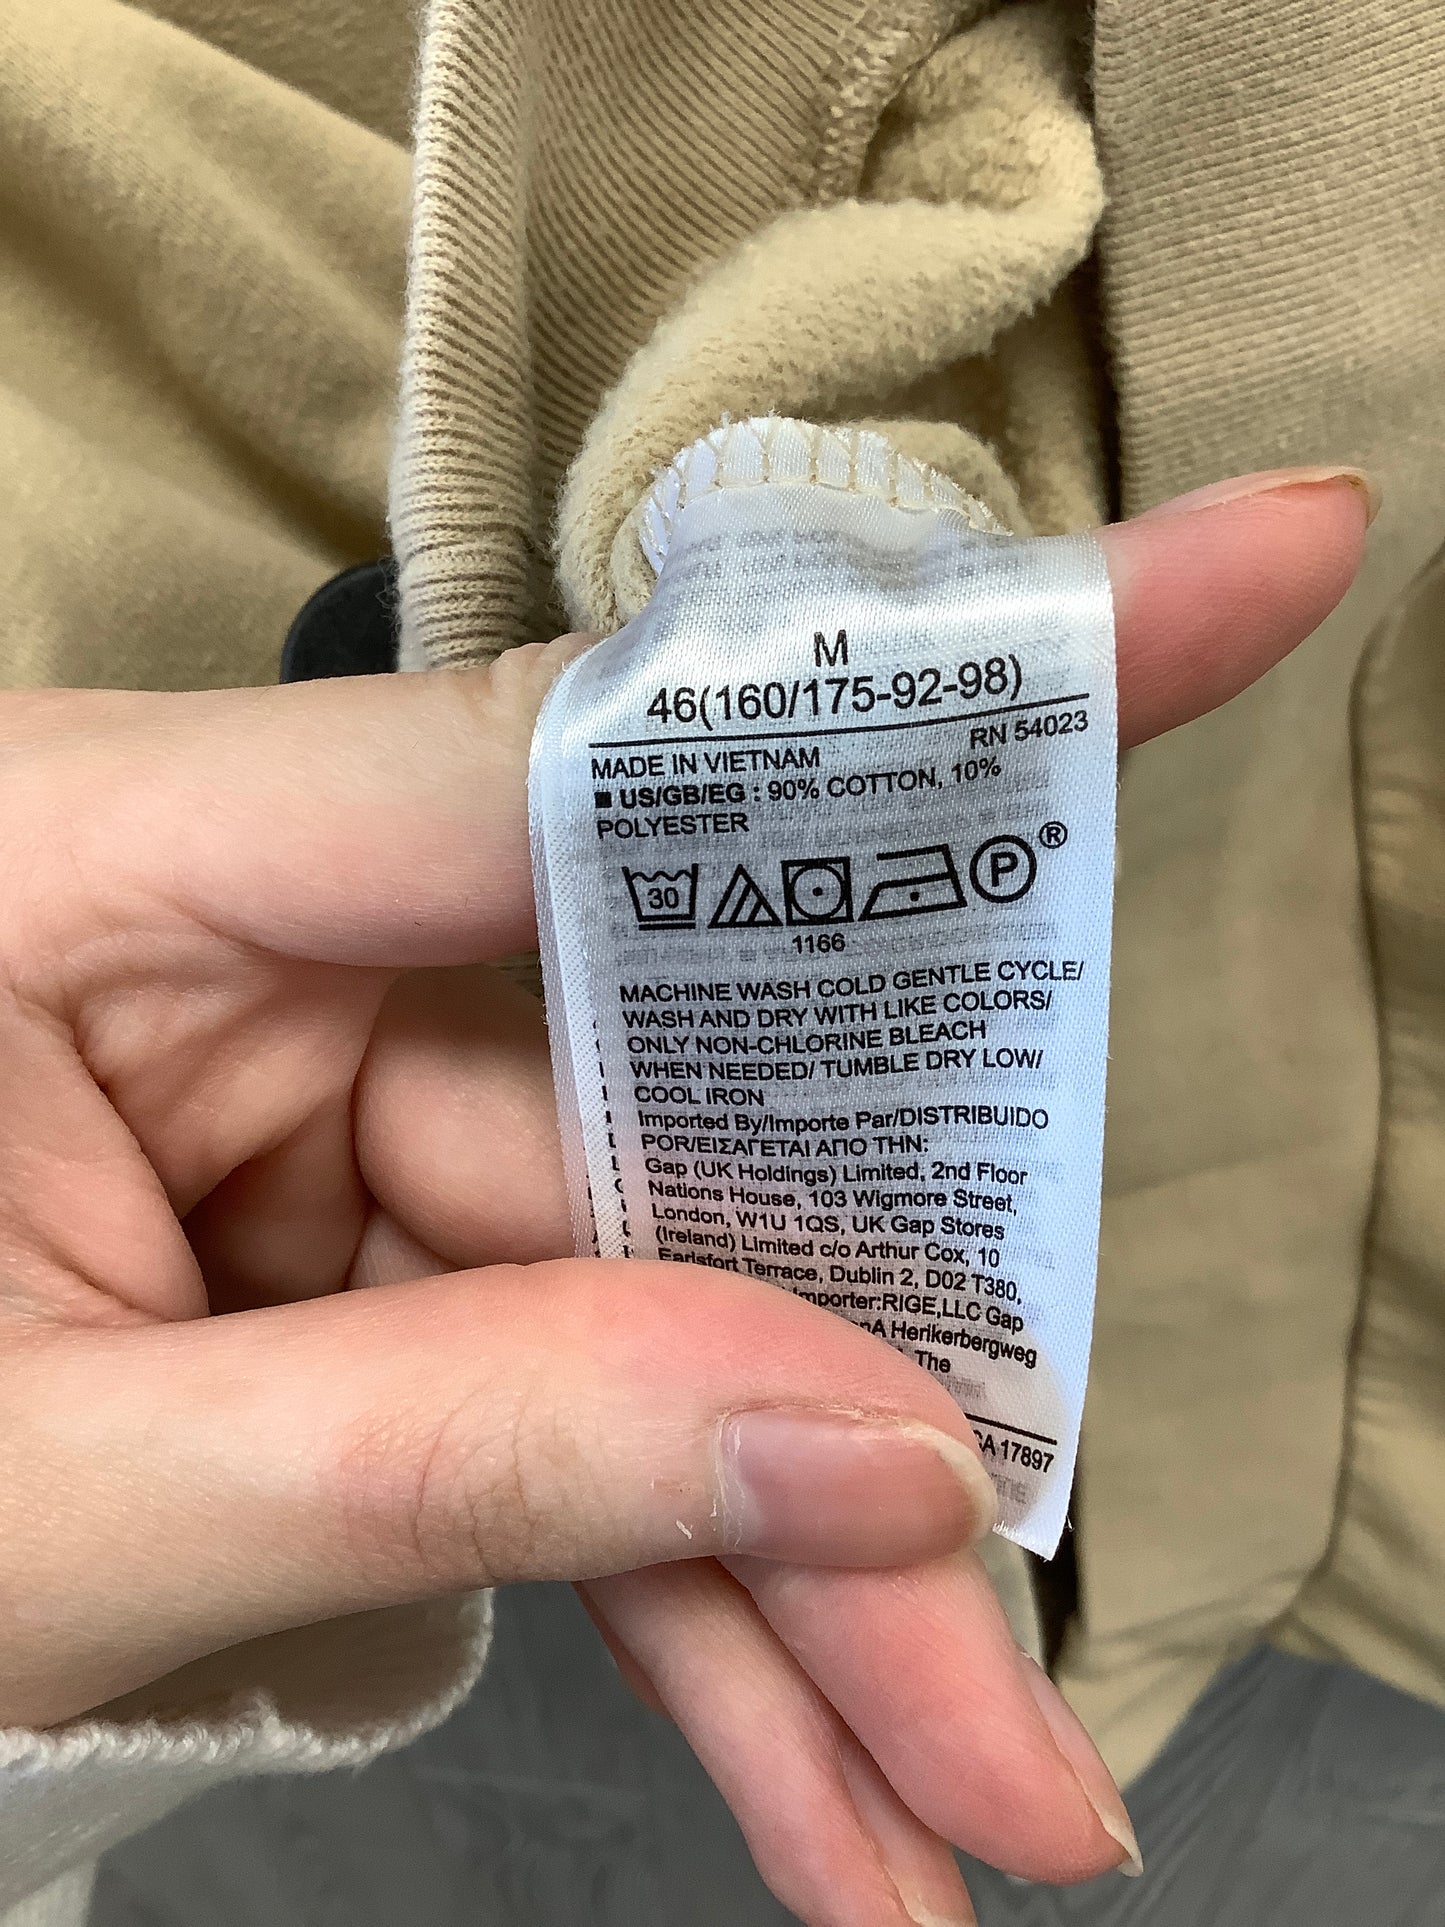 M
46(160/175-92-98)
RN 54023
MADE IN VIETNAM
■ US/GB/EG : 90% COTTON, 10%
POLYESTER
30 P ®
1166
MACHINE WASH COLD GENTLE CYCLE/
WASH AND DRY WITH LIKE COLORS/
ONLY NON-CHLORINE BLEACH
WHEN NEEDED/ TUMBLE DRY LOW/
COOL IRON
Imported By/Importe Par/DISTRIBUIDO
POR/ΕΙΣΑΓΕΤΑΙ ΑΠΟ ΤΗΝ:
Gap (UK Holdings) Limited, 2nd Floor
Nations House, 103 Wigmore Street,
London, W1U 1QS, UK Gap Stores
(Ireland) Limited c/o Arthur Cox, 10
Earlsfort Terrace, Dublin 2, D02 T380,
Importer:RIGE,LLC Gap
Herikerbergweg
The
CA 17897